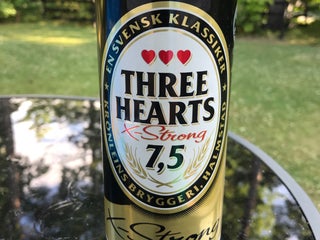 EN SVENSK KLASSIKER
THREE
HEARTS
X-Strong
7,5
KRÖNLEINS BRYGGERI, HALMSTAD
X-Strong